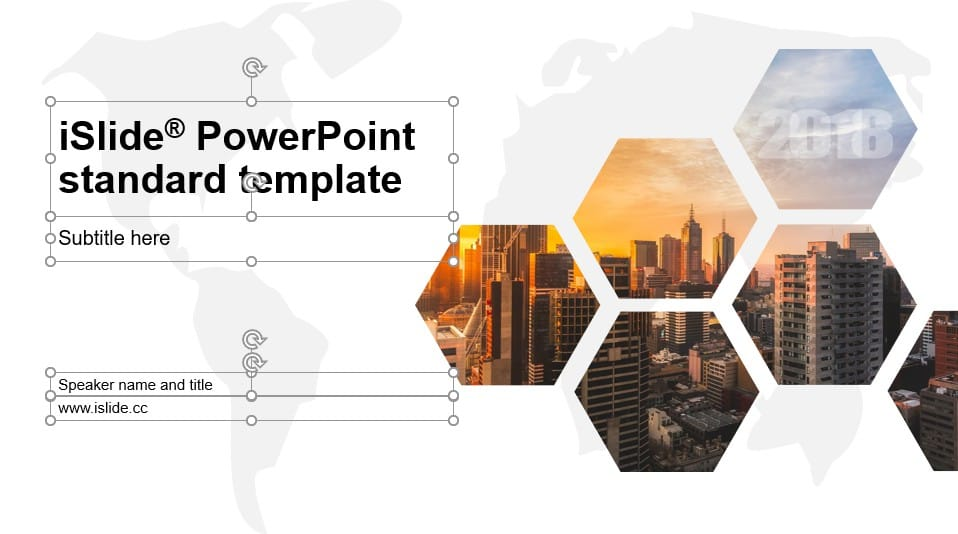 iSlide® PowerPoint
standard template
Subtitle here
Speaker name and title
www.islide.cc
2018